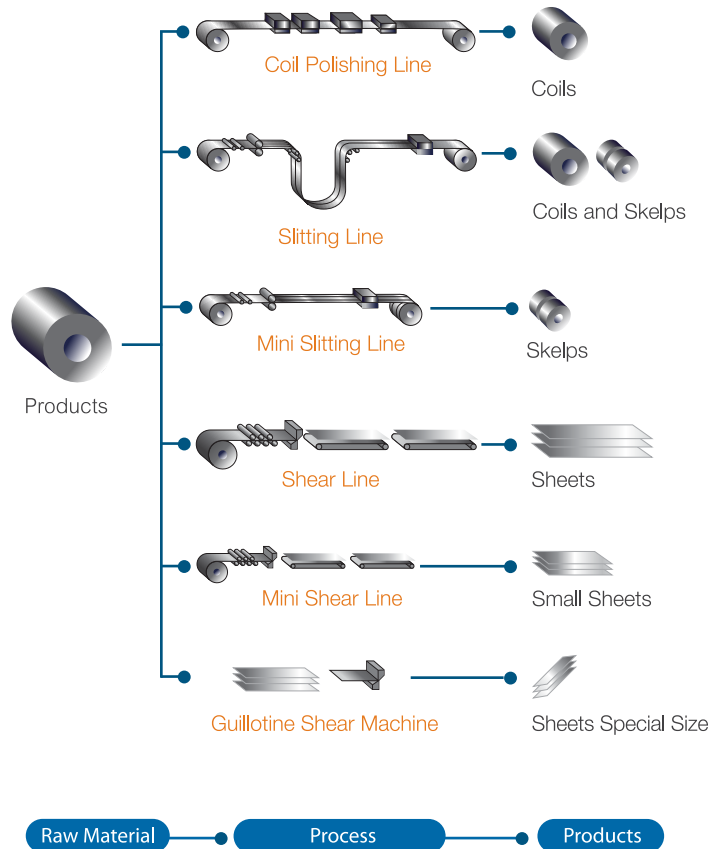 Coil Polishing Line
Coils
Slitting Line
Coils and Skelps
Mini Slitting Line
Skelps
Products
Shear Line
Sheets
Mini Shear Line
Small Sheets
Guillotine Shear Machine
Sheets Special Size
Raw Material
Process
Products